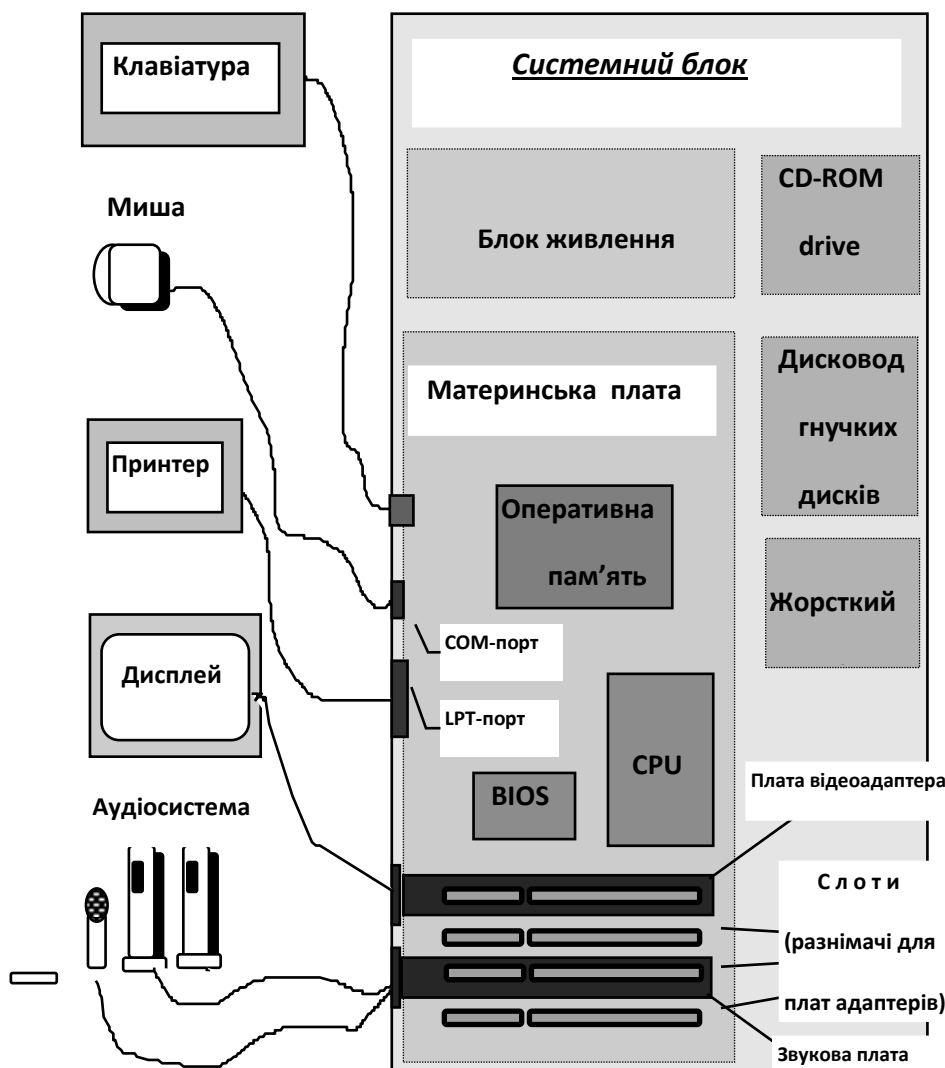 Клавіатура
Системний блок
Миша
Блок живлення
CD-ROM
drive
Материнська плата
Дисковод
гнучких
дисків
Принтер
Оперативна
пам’ять
Жорсткий
COM-порт
Дисплей
LPT-порт
CPU
BIOS
Плата відеоадаптера
Аудіосистема
С л о т и
(разнімачі для
плат адаптерів)
Звукова плата